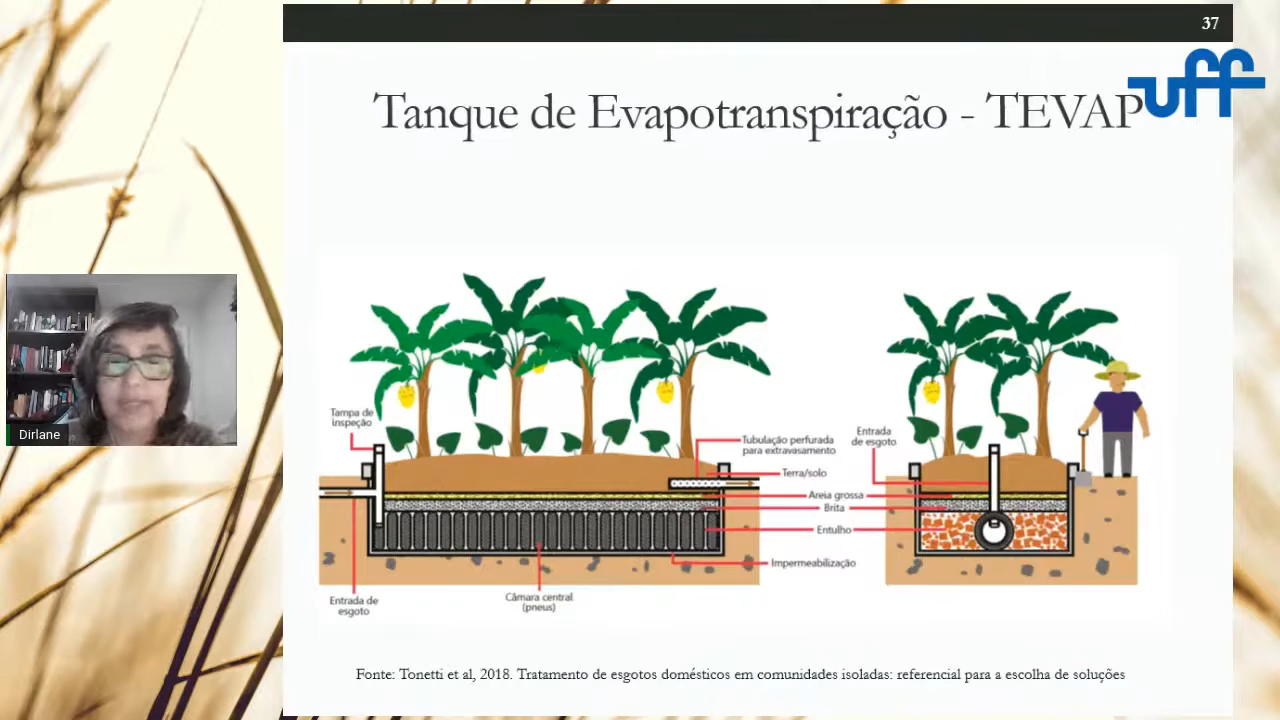 37
uff
Tanque de Evapotranspiração - TEVAP
Dirlane
Tampa de
inspeção
Tubulação perfurada
para extravasamento
Terra/solo
Entrada
de esgoto
Areia grossa
Brita
Entulho
Impermeabilização
Entrada de
esgoto
Câmara central
(pneus)
Fonte: Tonetti et al, 2018. Tratamento de esgotos domésticos em comunidades isoladas: referencial para a escolha de soluções